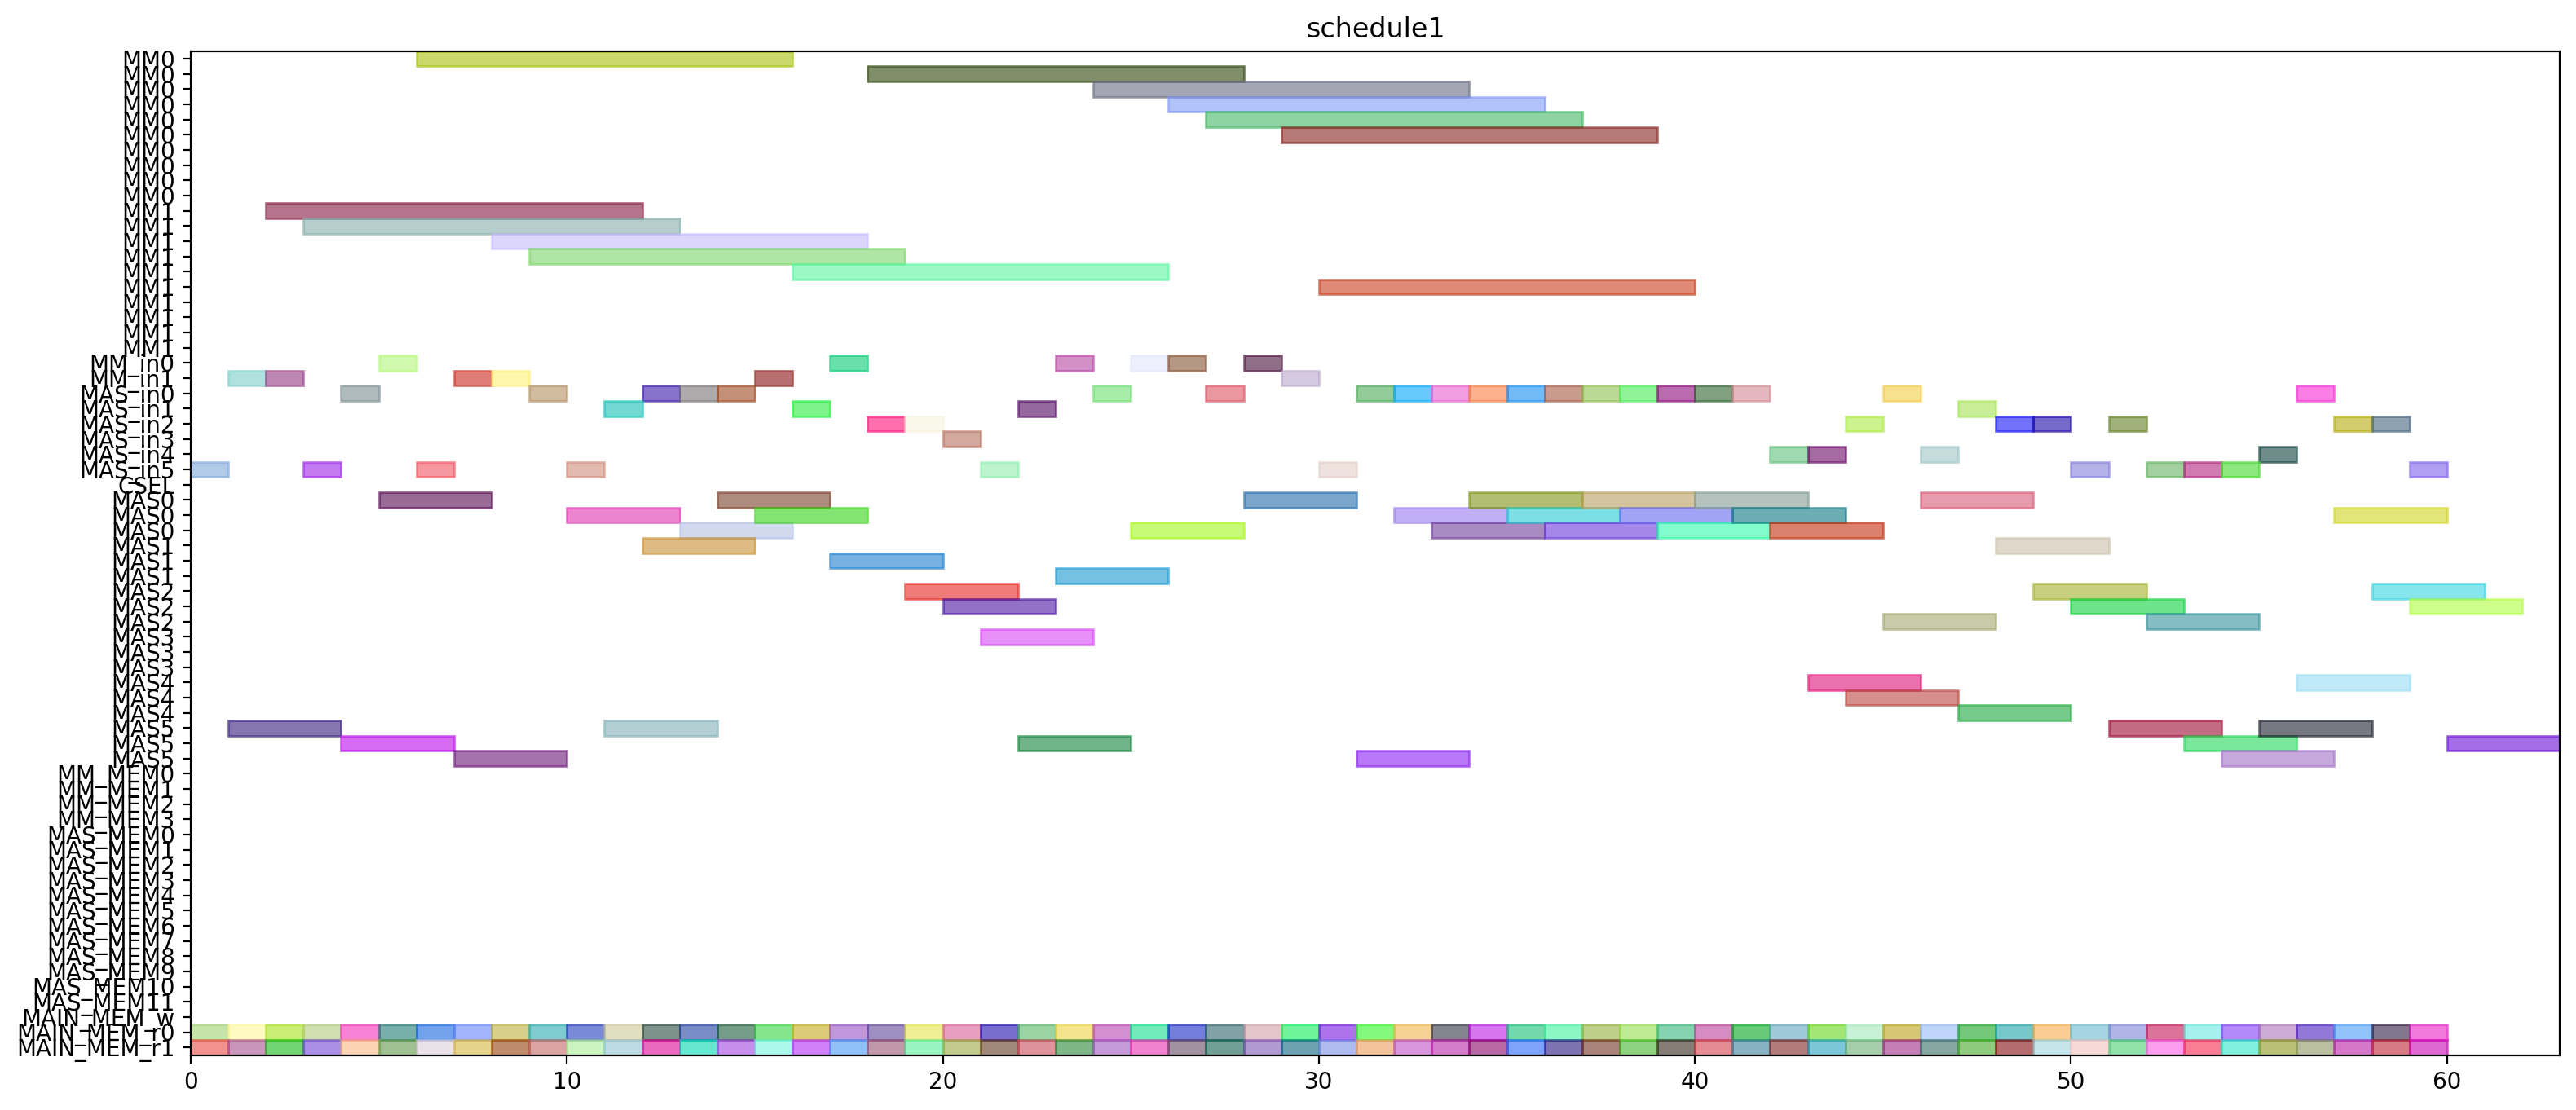 schedule1
MM0
MM0
MM0
MM0
MM0
MM0
MM0
MM0
MM0
MM0
MM1
MM1
MM1
MM1
MM1
MM1
MM1
MM1
MM1
MM1
MM_in0
MM_in1
MAS_in0
MAS_in1
MAS_in2
MAS_in3
MAS_in4
MAS_in5
CSEL
MAS0
MAS0
MAS0
MAS1
MAS1
MAS1
MAS2
MAS2
MAS2
MAS3
MAS3
MAS3
MAS4
MAS4
MAS4
MAS5
MAS5
MAS5
MM_MEM0
MM_MEM1
MM_MEM2
MM_MEM3
MAS_MEM0
MAS_MEM1
MAS_MEM2
MAS_MEM3
MAS_MEM4
MAS_MEM5
MAS_MEM6
MAS_MEM7
MAS_MEM8
MAS_MEM9
MAS_MEM10
MAS_MEM11
MAIN_MEM_w
MAIN_MEM_r0
MAIN_MEM_r1
0 10 20 30 40 50 60